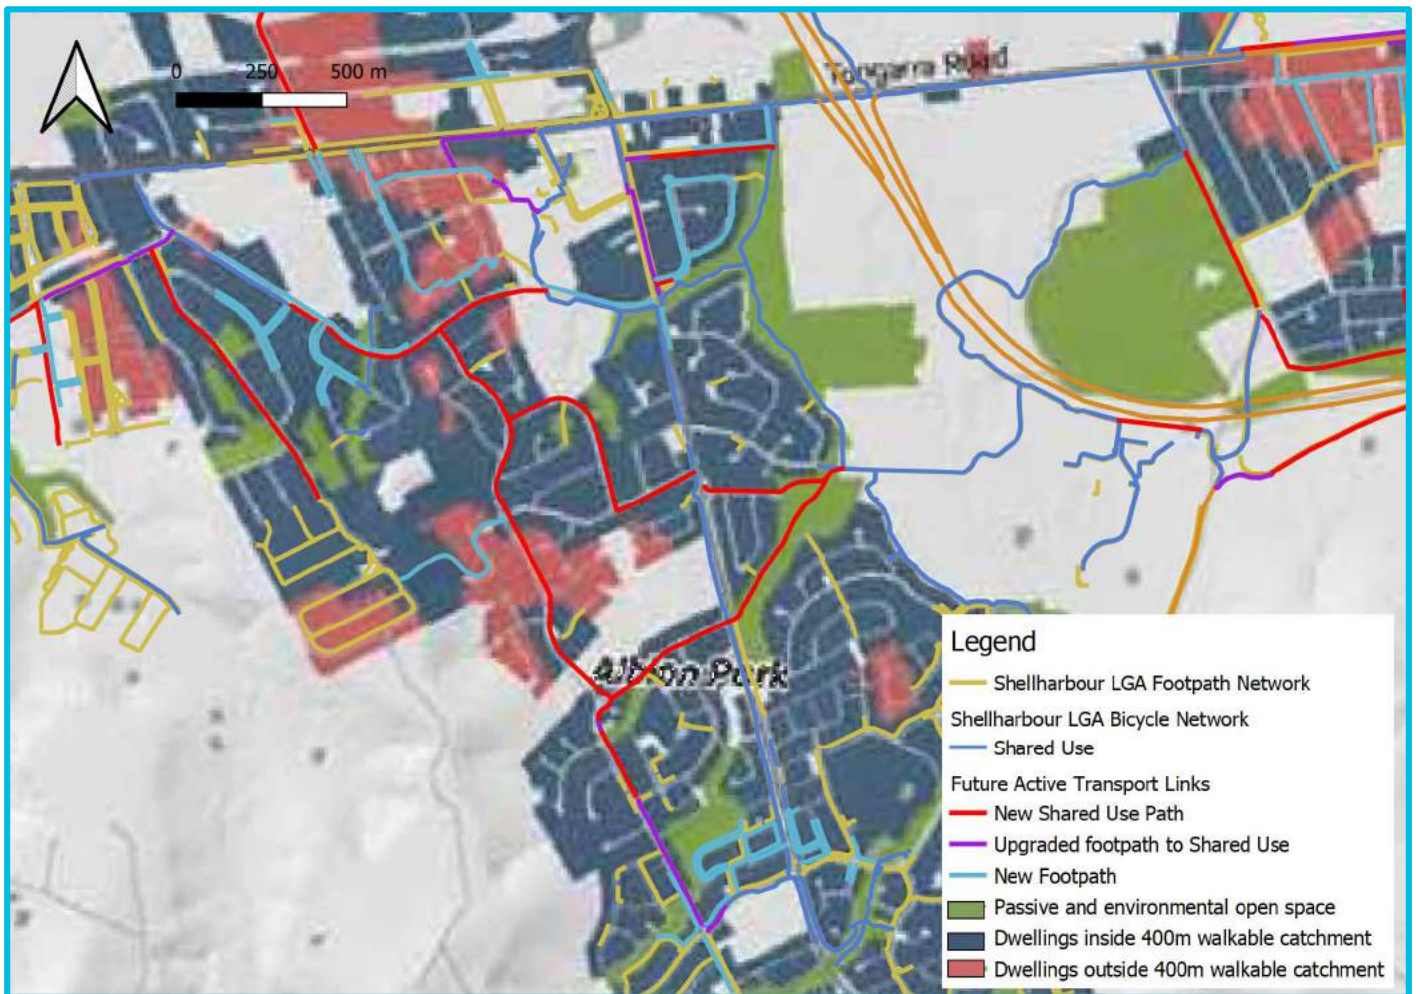 0 250 500 m
Tongarra Road
Albion Park
Legend
Shellharbour LGA Footpath Network
Shellharbour LGA Bicycle Network
Shared Use
Future Active Transport Links
New Shared Use Path
Upgraded footpath to Shared Use
New Footpath
Passive and environmental open space
Dwellings inside 400m walkable catchment
Dwellings outside 400m walkable catchment